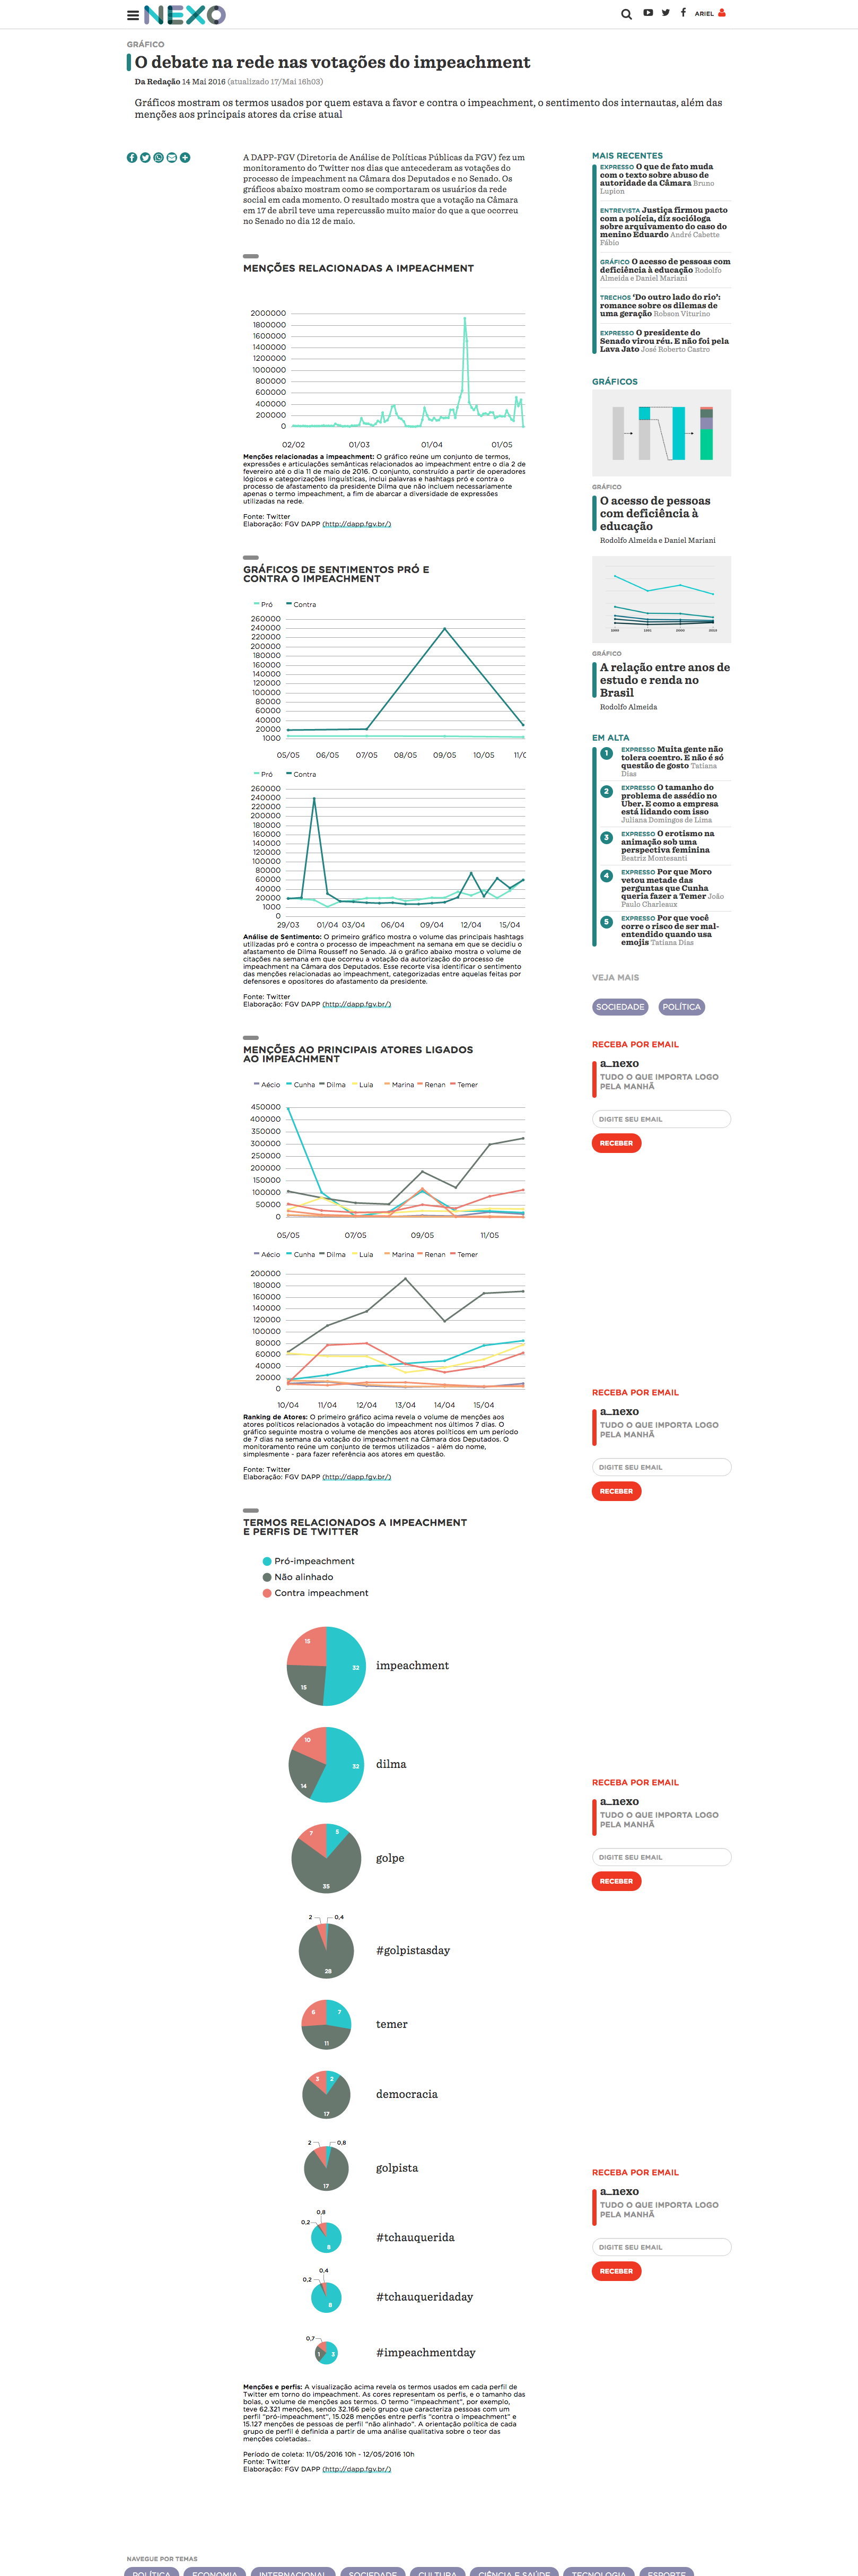 NEXO
ARIEL
GRÁFICO
O debate na rede nas votações do impeachment
Da Redação 14 Mai 2016 (atualizado 17/Mai 16h03)
Gráficos mostram os termos usados por quem estava a favor e contra o impeachment, o sentimento dos internautas, além das
menções aos principais atores da crise atual
A DAPP-FGV (Diretoria de Análise de Políticas Públicas da FGV) fez um
monitoramento do Twitter nos dias que antecederam as votações do
processo de impeachment na Câmara dos Deputados e no Senado. Os
gráficos abaixo mostram como se comportaram os usuários da rede
social em cada momento. O resultado mostra que a votação na Câmara
em 17 de abril teve uma repercussão muito maior do que a que ocorreu
no Senado no dia 12 de maio.
MENÇÕES RELACIONADAS A IMPEACHMENT
2000000
1800000
1600000
1400000
1200000
1000000
800000
600000
400000
200000
0
02/02 01/03 01/04 01/05
Menções relacionadas a impeachment: O gráfico reúne um conjunto de termos,
expressões e articulações semânticas relacionados ao impeachment entre o dia 2 de
fevereiro até o dia 11 de maio de 2016. O conjunto, construído a partir de operadores
lógicos e categorizações linguísticas, inclui palavras e hashtags pró e contra o
processo de afastamento da presidente Dilma que não incluem necessariamente
apenas o termo impeachment, a fim de abarcar a diversidade de expressões
utilizadas na rede.
Fonte: Twitter
Elaboração: FGV DAPP (http://dapp.fgv.br/)
GRÁFICOS DE SENTIMENTOS PRÓ E
CONTRA O IMPEACHMENT
Pró Contra
260000
240000
220000
200000
180000
160000
140000
120000
100000
80000
60000
40000
20000
1000
05/05 06/05 07/05 08/05 09/05 10/05 11/0
Pró Contra
260000
240000
220000
200000
180000
160000
140000
120000
100000
80000
60000
40000
20000
1000
0
29/03 01/04 03/04 06/04 09/04 12/04 15/04
Análise de Sentimento: O primeiro gráfico mostra o volume das principais hashtags
utilizadas pró e contra o processo de impeachment na semana em que se decidiu o
afastamento de Dilma Rousseff no Senado. Já o gráfico abaixo mostra o volume de
citações na semana em que ocorreu a votação da autorização do processo de
impeachment na Câmara dos Deputados. Esse recorte visa identificar o sentimento
das menções relacionadas ao impeachment, categorizadas entre aquelas feitas por
defensores e opositores do afastamento da presidente.
Fonte: Twitter
Elaboração: FGV DAPP (http://dapp.fgv.br/)
MENÇÕES AO PRINCIPAIS ATORES LIGADOS
AO IMPEACHMENT
Aécio Cunha Dilma Lula Marina Renan Temer
450000
400000
350000
300000
250000
200000
150000
100000
50000
0
05/05 07/05 09/05 11/05
Aécio Cunha Dilma Lula Marina Renan Temer
200000
180000
160000
140000
120000
100000
80000
60000
40000
20000
0
10/04 11/04 12/04 13/04 14/04 15/04
Ranking de Atores: O primeiro gráfico acima revela o volume de menções aos
atores políticos relacionados à votação do impeachment nos últimos 7 dias. O
gráfico seguinte mostra o volume de menções aos atores políticos em um período
de 7 dias na semana da votação do impeachment na Câmara dos Deputados. O
monitoramento reúne um conjunto de termos utilizados - além do nome,
simplesmente - para fazer referência aos atores em questão.
Fonte: Twitter
Elaboração: FGV DAPP (http://dapp.fgv.br/)
TERMOS RELACIONADOS A IMPEACHMENT
E PERFIS DE TWITTER
Pró-impeachment
Não alinhado
Contra impeachment
15 32 15 impeachment
10 32 14 dilma
7 5 35 golpe
2 0,4 28 #golpistasday
6 7 11 temer
3 2 17 democracia
2 0,8 17 golpista
0,8 0,2 8 #tchauquerida
0,4 0,2 8 #tchauqueridaday
0,7 1 3 #impeachmentday
Menções e perfis: A visualização acima revela os termos usados em cada perfil de
Twitter em torno do impeachment. As cores representam os perfis, e o tamanho das
bolas, o volume de menções aos termos. O termo "impeachment", por exemplo,
teve 62.321 menções, sendo 32.166 pelo grupo que caracteriza pessoas com um
perfil "pró-impeachment", 15.028 menções entre perfis "contra o impeachment" e
15.127 menções de pessoas de perfil "não alinhado". A orientação política de cada
grupo de perfil é definida a partir de uma análise qualitativa sobre o teor das
menções coletadas..
Período de coleta: 11/05/2016 10h - 12/05/2016 10h
Fonte: Twitter
Elaboração: FGV DAPP (http://dapp.fgv.br/)
MAIS RECENTES
EXPRESSO O que de fato muda
com o texto sobre abuso de
autoridade da Câmara Bruno
Lupion
ENTREVISTA Justiça firmou pacto
com a polícia, diz socióloga
sobre arquivamento do caso do
menino Eduardo André Cabette
Fábio
GRÁFICO O acesso de pessoas com
deficiência à educação Rodolfo
Almeida e Daniel Mariani
TRECHOS 'Do outro lado do rio':
romance sobre os dilemas de
uma geração Robson Viturino
EXPRESSO O presidente do
Senado virou réu. E não foi pela
Lava Jato José Roberto Castro
GRÁFICOS
GRÁFICO
O acesso de pessoas
com deficiência à
educação
Rodolfo Almeida e Daniel Mariani
GRÁFICO
A relação entre anos de
estudo e renda no
Brasil
Rodolfo Almeida
EM ALTA
1 EXPRESSO Muita gente não
tolera coentro. E não é só
questão de gosto Tatiana
Dias
2 EXPRESSO O tamanho do
problema de assédio no
Uber. E como a empresa
está lidando com isso
Juliana Domingos de Lima
3 EXPRESSO O erotismo na
animação sob uma
perspectiva feminina
Beatriz Montesanti
4 EXPRESSO Por que Moro
vetou metade das
perguntas que Cunha
queria fazer a Temer João
Paulo Charleaux
5 EXPRESSO Por que você
corre o risco de ser mal-
entendido quando usa
emojis Tatiana Dias
VEJA MAIS
SOCIEDADE POLÍTICA
RECEBA POR EMAIL
a_nexo
TUDO O QUE IMPORTA LOGO
PELA MANHÃ
DIGITE SEU EMAIL
RECEBER
RECEBA POR EMAIL
a_nexo
TUDO O QUE IMPORTA LOGO
PELA MANHÃ
DIGITE SEU EMAIL
RECEBER
RECEBA POR EMAIL
a_nexo
TUDO O QUE IMPORTA LOGO
PELA MANHÃ
DIGITE SEU EMAIL
RECEBER
RECEBA POR EMAIL
a_nexo
TUDO O QUE IMPORTA LOGO
PELA MANHÃ
DIGITE SEU EMAIL
RECEBER
NAVEGUE POR TEMAS
POLÍTICA ECONOMIA INTERNACIONAL SOCIEDADE CULTURA CIÊNCIA E SAÚDE TECNOLOGIA ESPORTE